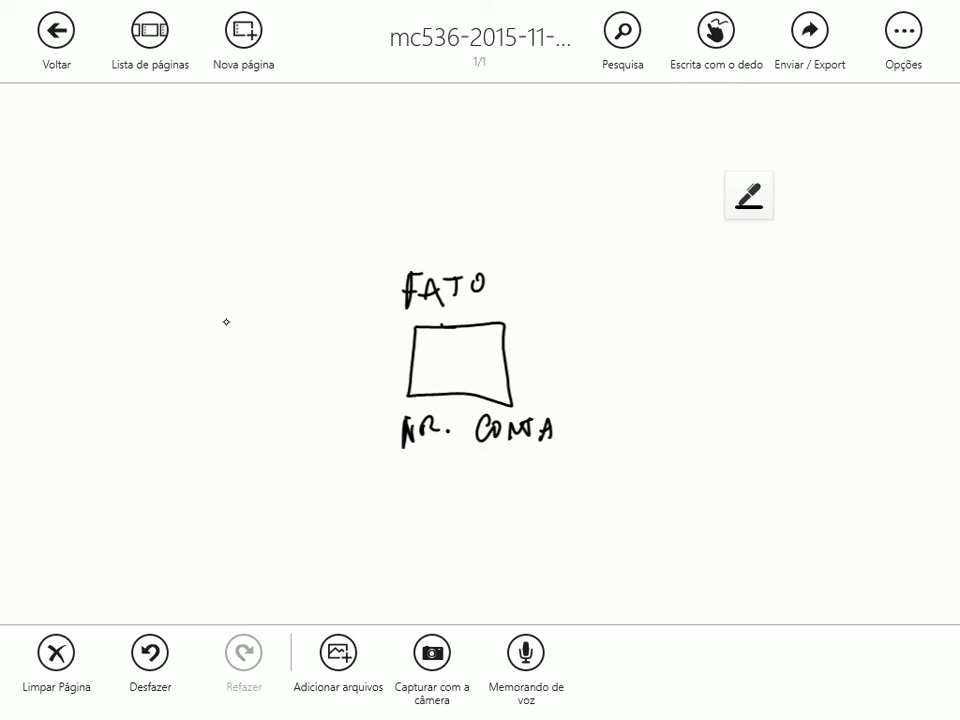 mc536-2015-11-...
1/1
Voltar
Lista de páginas
Nova página
Pesquisa
Escrita com o dedo
Enviar / Export
Opções
FATO
NR. CONTA
Limpar Página
Desfazer
Refazer
Adicionar arquivos
Capturar com a
câmera
Memorando de
voz